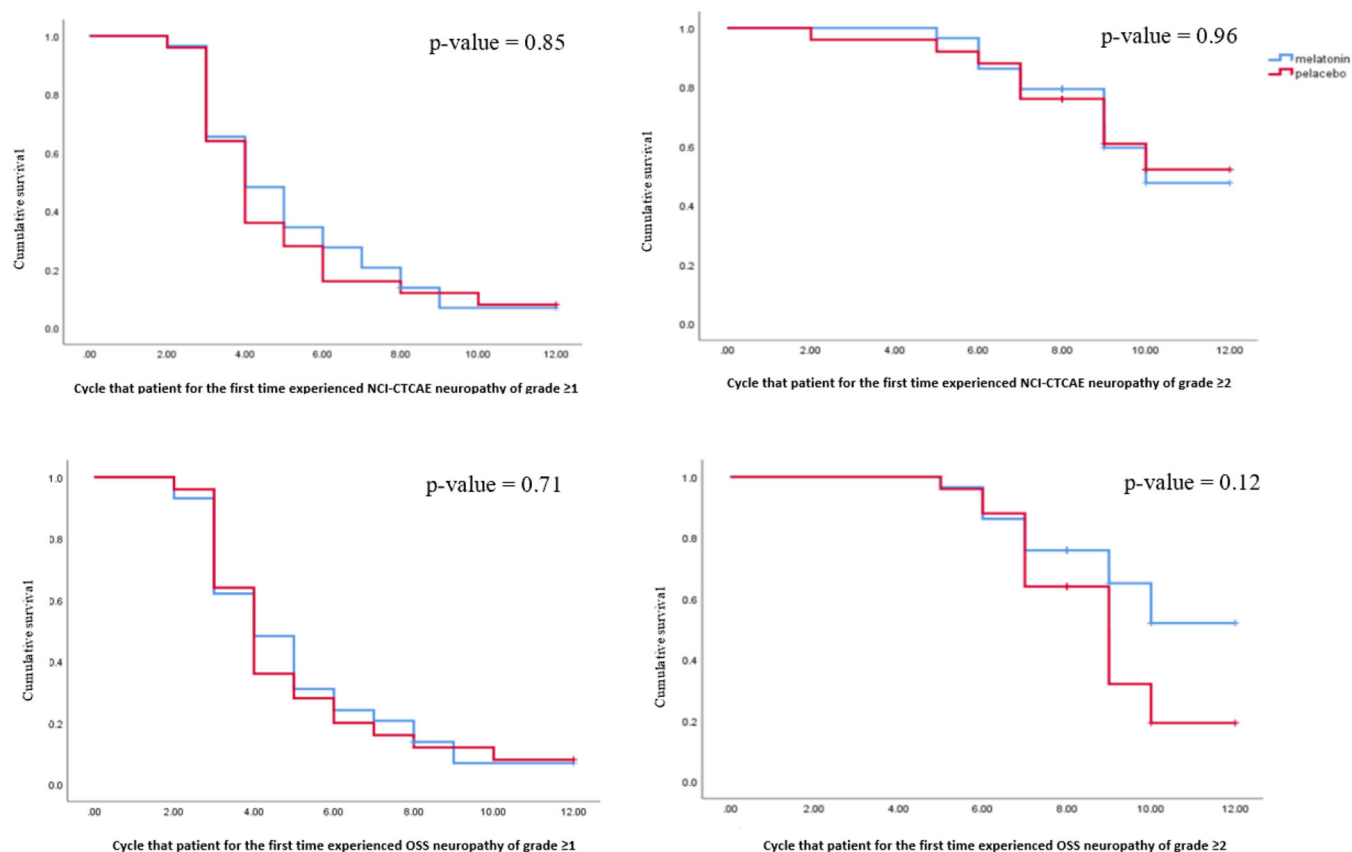 p-value = 0.85
1.0
0.8
0.6
0.4
0.2
0.0
Cumulative survival
.00 2.00 4.00 6.00 8.00 10.00 12.00
Cycle that patient for the first time experienced NCI-CTCAE neuropathy of grade ≥1
p-value = 0.96
melatonin
pelacebo
1.0
0.8
0.6
0.4
0.2
0.0
Cumulative survival
.00 2.00 4.00 6.00 8.00 10.00 12.00
Cycle that patient for the first time experienced NCI-CTCAE neuropathy of grade ≥2
p-value = 0.71
1.0
0.8
0.6
0.4
0.2
0.0
Cumulative survival
.00 2.00 4.00 6.00 8.00 10.00 12.00
Cycle that patient for the first time experienced OSS neuropathy of grade ≥1
p-value = 0.12
1.0
0.8
0.6
0.4
0.2
0.0
Cumulative survival
.00 2.00 4.00 6.00 8.00 10.00 12.00
Cycle that patient for the first time experienced OSS neuropathy of grade ≥2